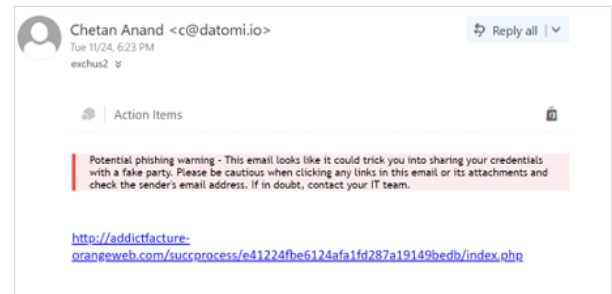 Chetan Anand <c@datomi.io>
Reply all
Tue 11/24, 6:23 PM
exchus2
Action Items
Potential phishing warning - This email looks like it could trick you into sharing your credentials
with a fake party. Please be cautious when clicking any links in this email or its attachments and
check the sender's email address. If in doubt, contact your IT team.
http://addictfacture-
orangeweb.com/succprocess/e41224fbe6124afa1fd287a19149bedb/index.php